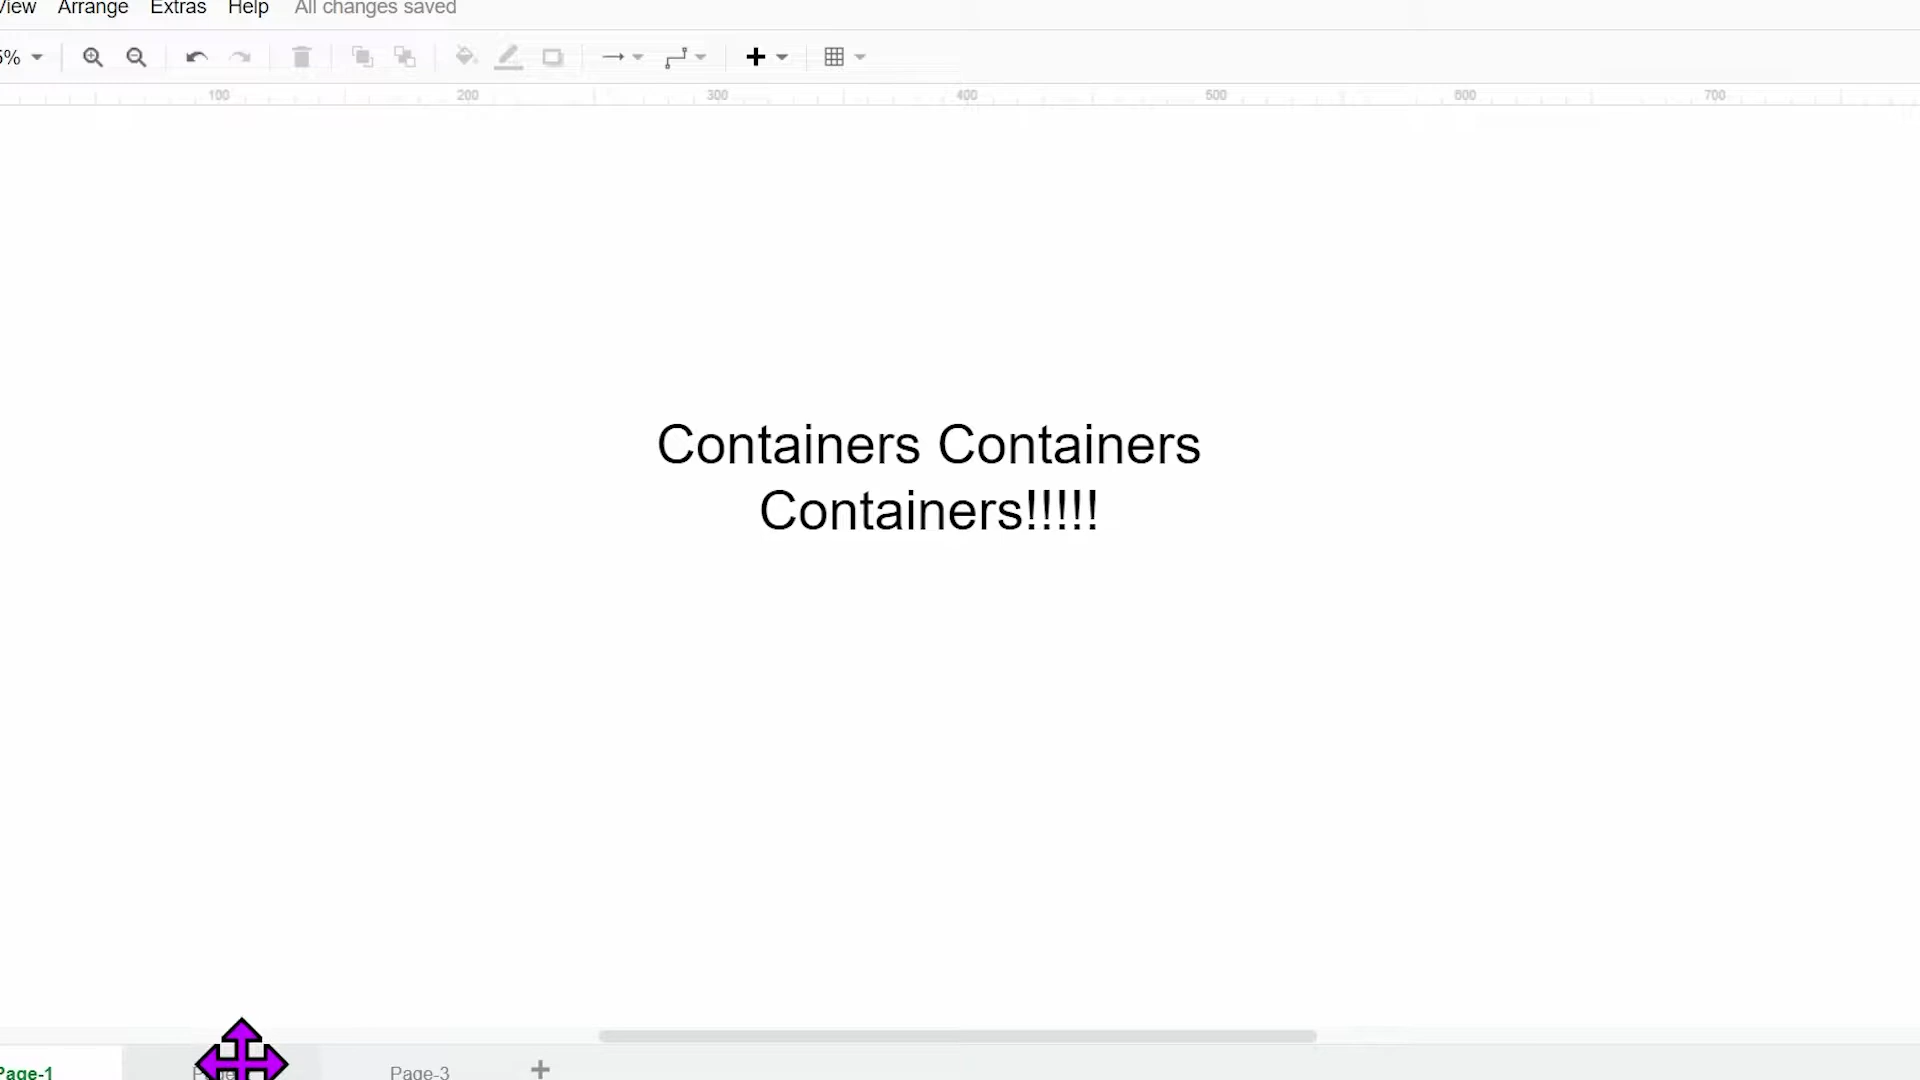 View Arrange Extras Help All changes saved
%
100 200 300 400 500 600 700
Containers Containers
Containers!!!!!
Page-1 Page-3